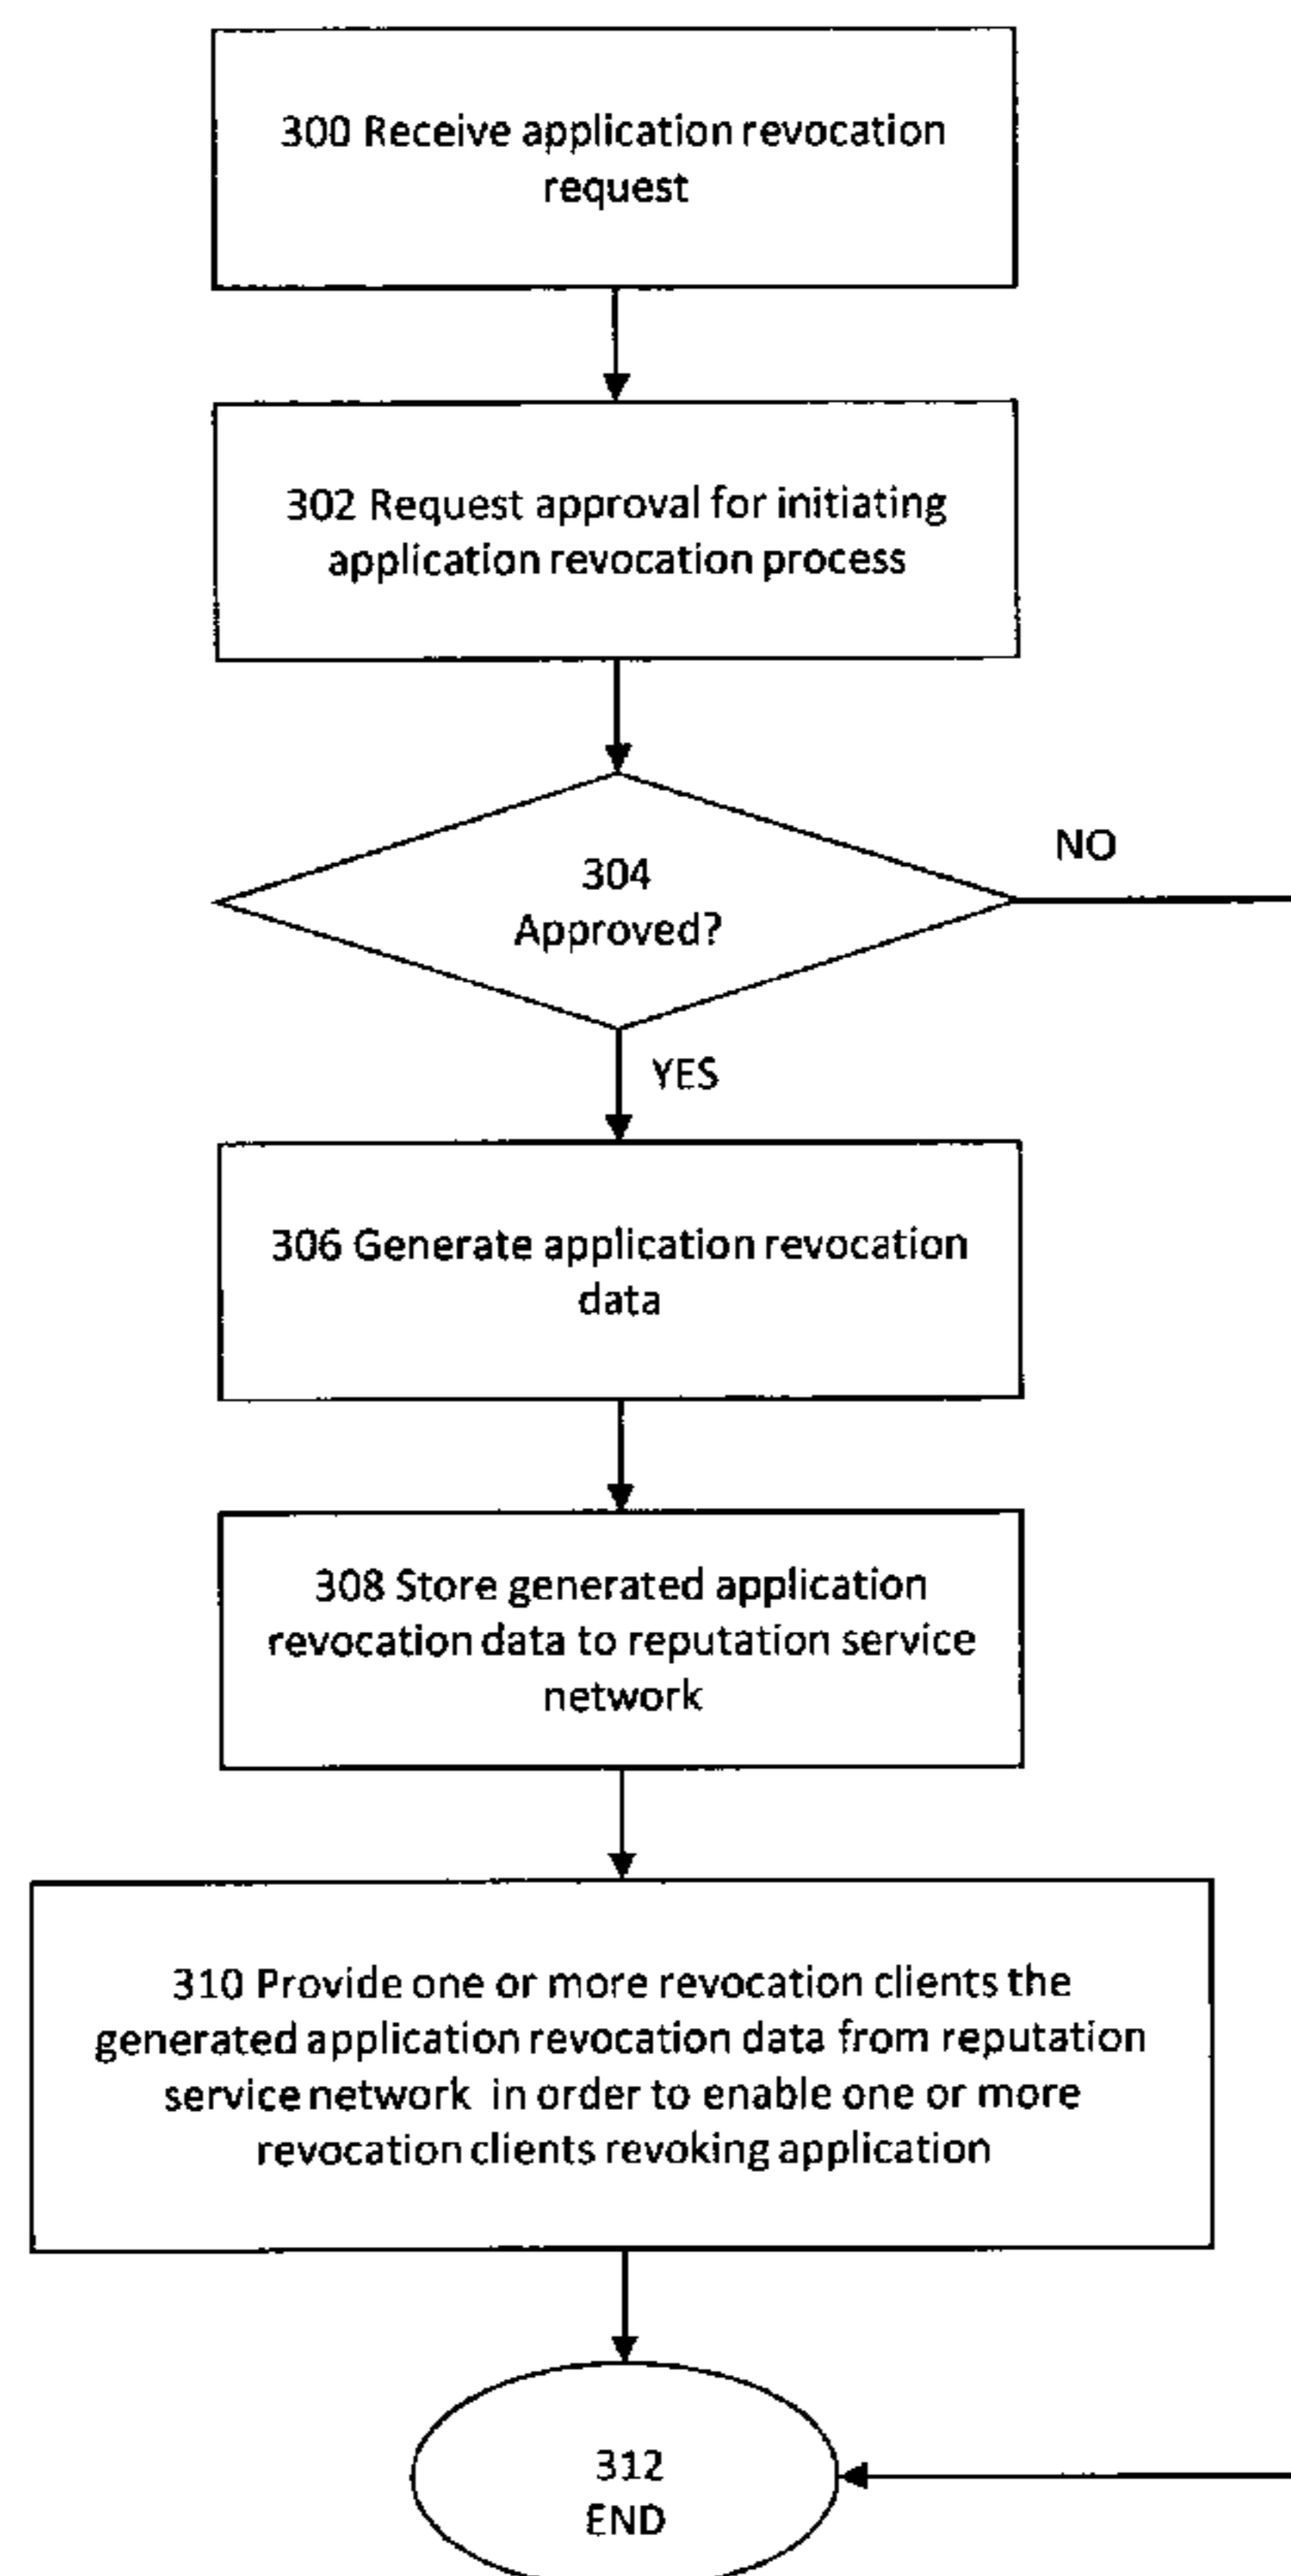 300 Receive application revocation
request
302 Request approval for initiating
application revocation process
304
Approved?
NO
YES
306 Generate application revocation
data
308 Store generated application
revocation data to reputation service
network
310 Provide one or more revocation clients the
generated application revocation data from reputation
service network in order to enable one or more
revocation clients revoking application
312
END